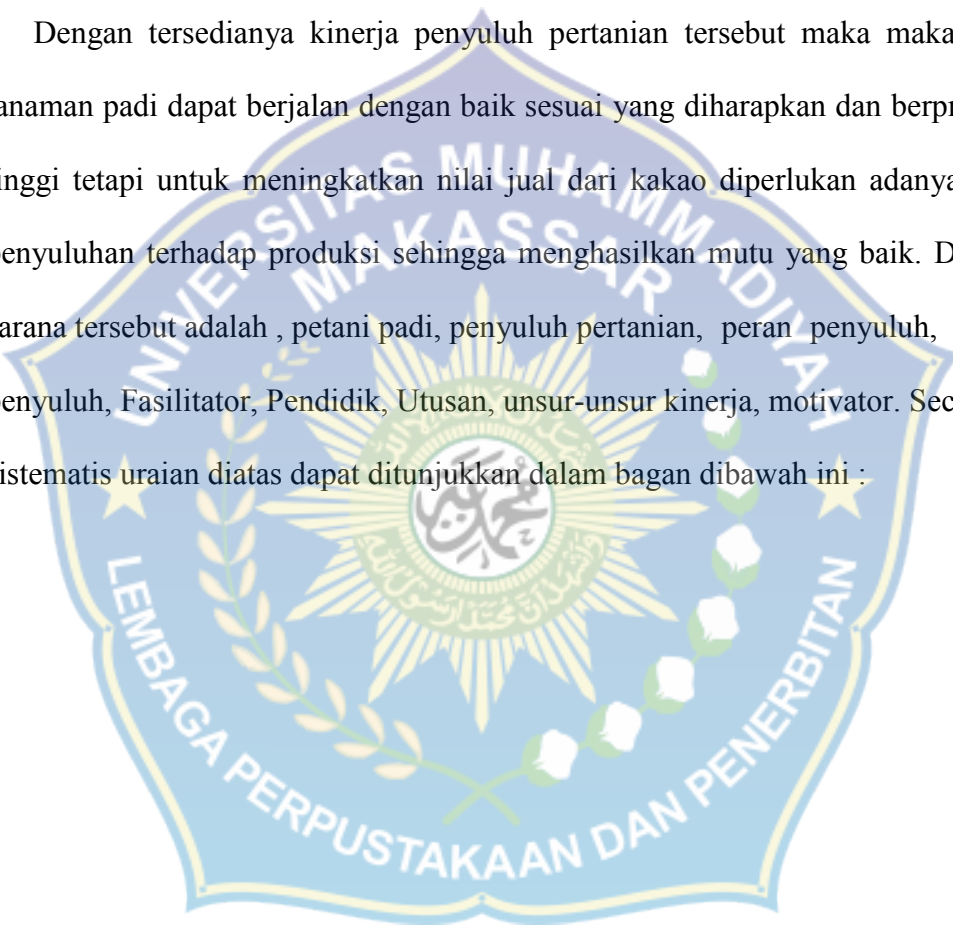 Dengan tersedianya kinerja penyuluh pertanian tersebut maka maka
anaman padi dapat berjalan dengan baik sesuai yang diharapkan dan berpr
inggi tetapi untuk meningkatkan nilai jual dari kakao diperlukan adanya
penyuluhan terhadap produksi sehingga menghasilkan mutu yang baik. D
arana tersebut adalah , petani padi, penyuluh pertanian, peran penyuluh,
penyuluh, Fasilitator, Pendidik, Utusan, unsur-unsur kinerja, motivator. Sec
istematis uraian diatas dapat ditunjukkan dalam bagan dibawah ini :
UNIVERSITAS MUHAMMADIYAH
MAKASSAR
محمدية
LEMBAGA PERPUSTAKAAN DAN PENERBITAN